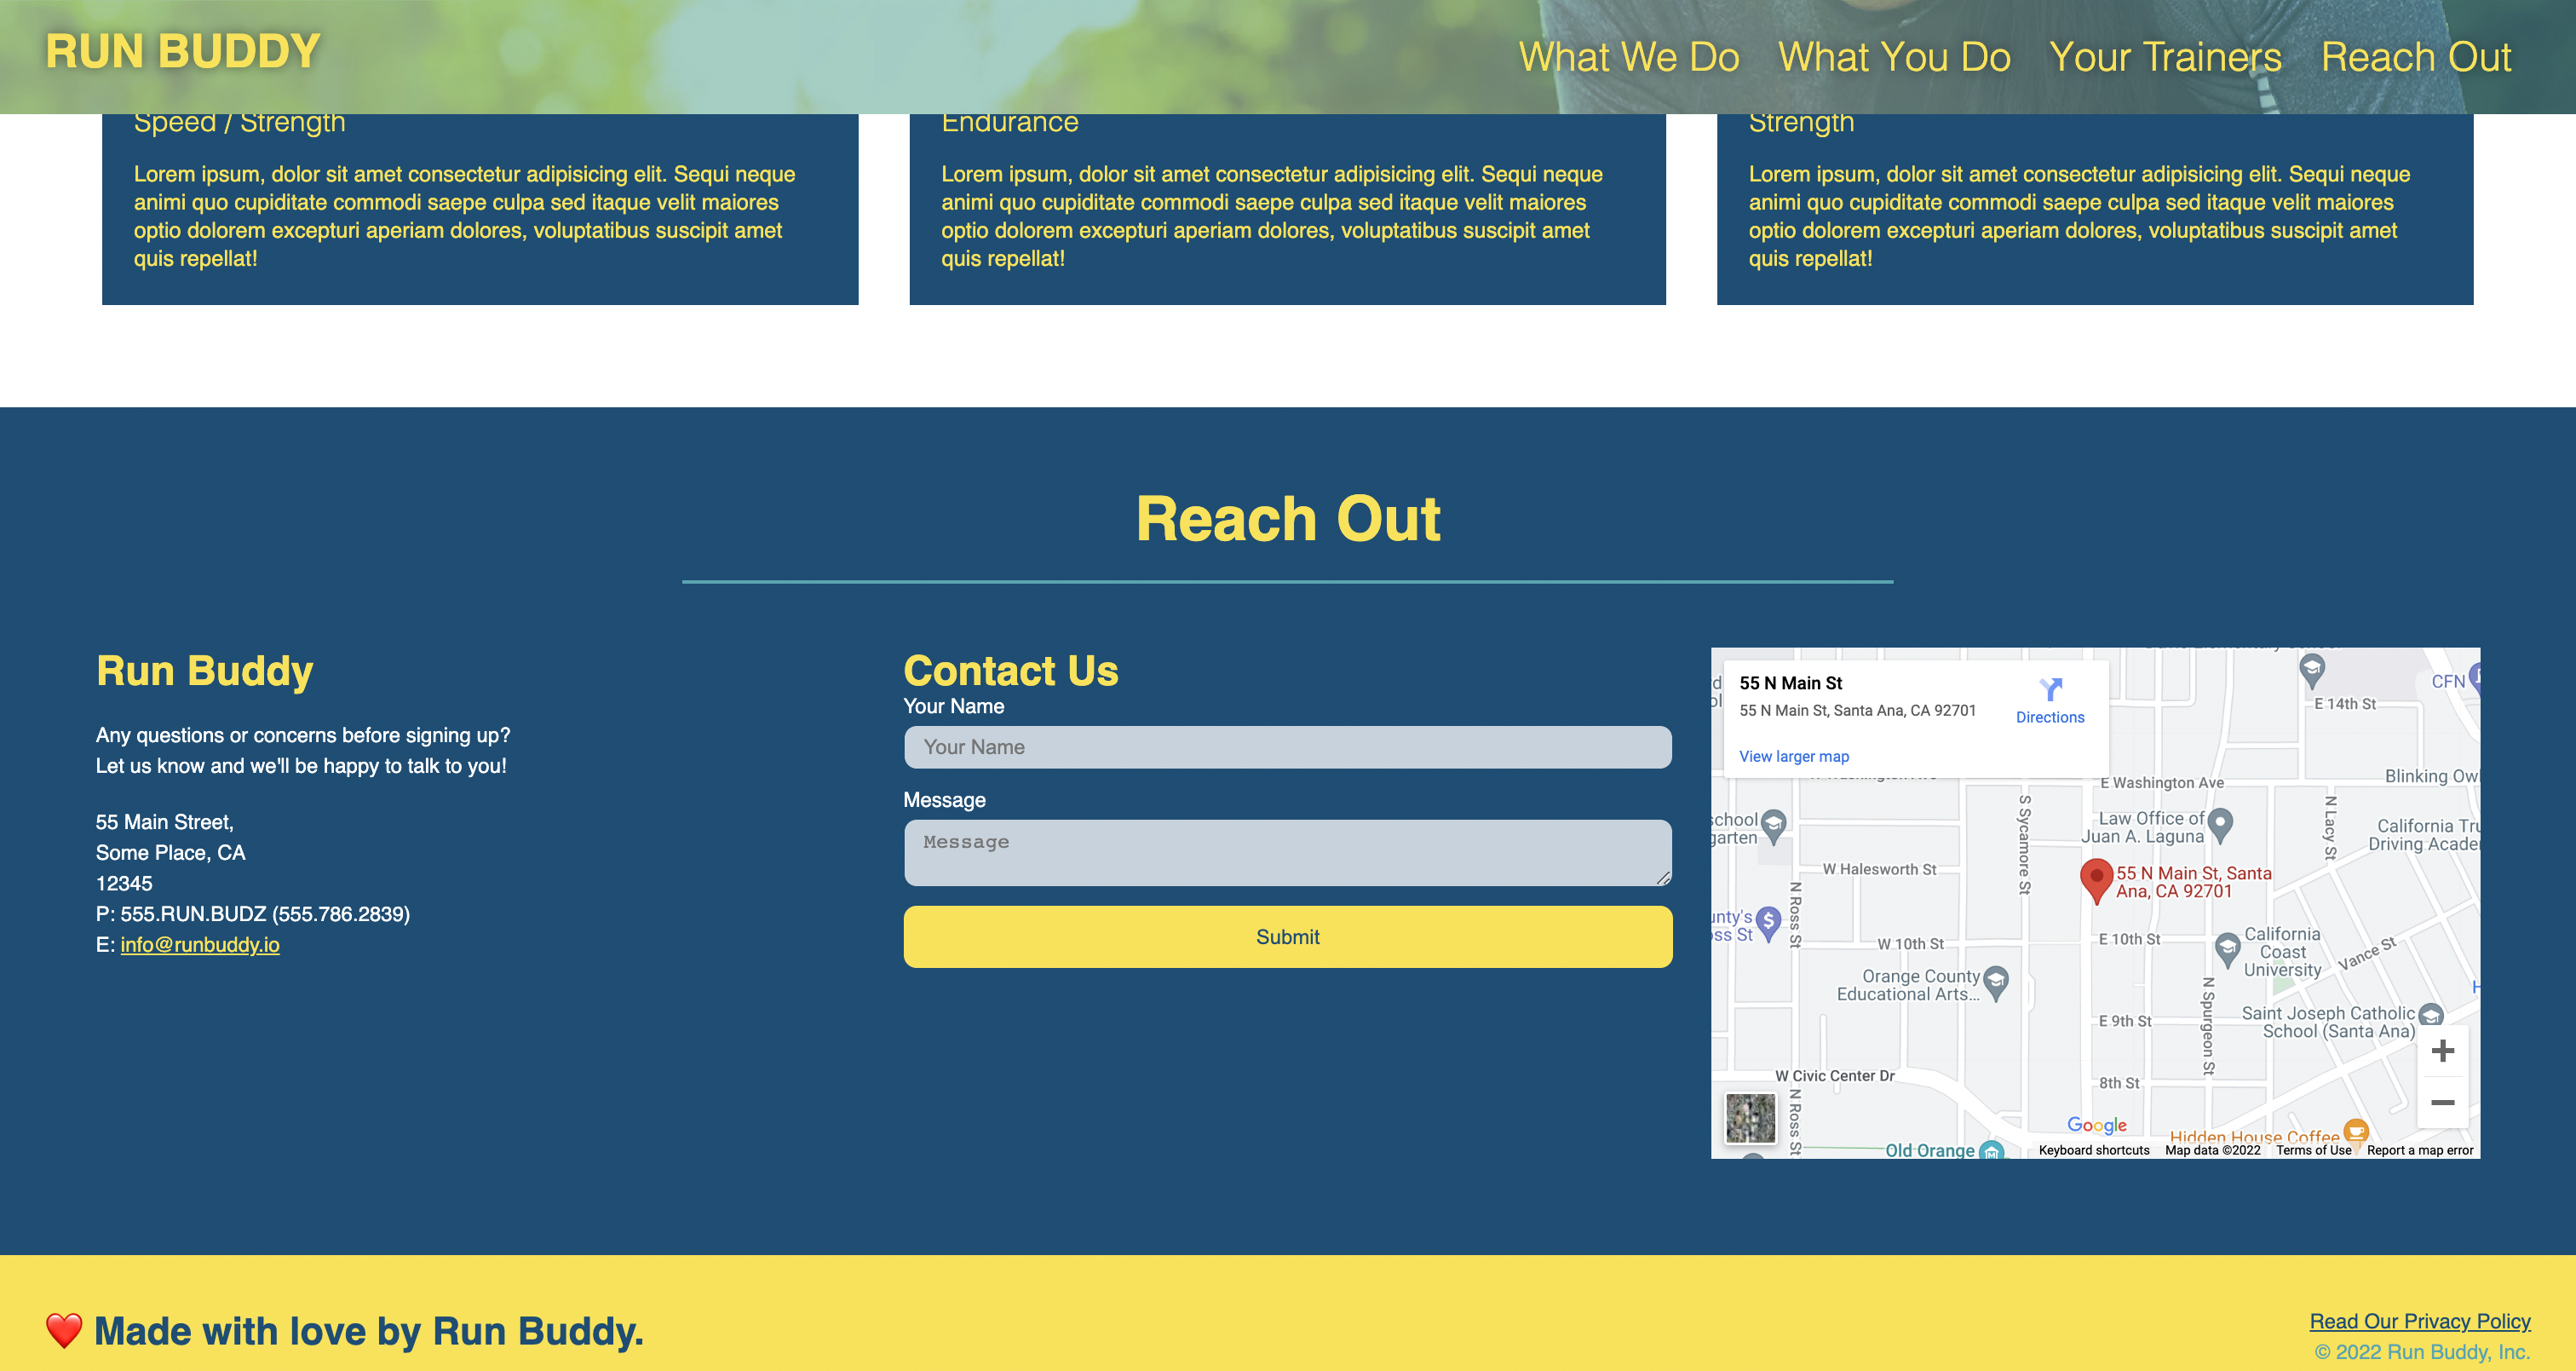 RUN BUDDY
What We Do What You Do Your Trainers Reach Out
Speed / Strength
Lorem ipsum, dolor sit amet consectetur adipisicing elit. Sequi neque
animi quo cupiditate commodi saepe culpa sed itaque velit maiores
optio dolorem excepturi aperiam dolores, voluptatibus suscipit amet
quis repellat!
Endurance
Lorem ipsum, dolor sit amet consectetur adipisicing elit. Sequi neque
animi quo cupiditate commodi saepe culpa sed itaque velit maiores
optio dolorem excepturi aperiam dolores, voluptatibus suscipit amet
quis repellat!
Strength
Lorem ipsum, dolor sit amet consectetur adipisicing elit. Sequi neque
animi quo cupiditate commodi saepe culpa sed itaque velit maiores
optio dolorem excepturi aperiam dolores, voluptatibus suscipit amet
quis repellat!
Reach Out
Run Buddy
Any questions or concerns before signing up?
Let us know and we'll be happy to talk to you!
55 Main Street,
Some Place, CA
12345
P: 555.RUN.BUDZ (555.786.2839)
E: info@runbuddy.io
Contact Us
Your Name
Your Name
Message
Message
Submit
55 N Main St
55 N Main St, Santa Ana, CA 92701
Directions
View larger map
CFN
E 14th St
E Washington Ave
Blinking Owl
S Sycamore St
N Lacy St
school
garten
Law Office of
Juan A. Laguna
California Tru
Driving Acade
W Halesworth St
55 N Main St, Santa
Ana, CA 92701
N Ross St
unty's
oss St
W 10th St
E 10th St
California
Coast
University
Vance St
Orange County
Educational Arts...
N Spurgeon St
E 9th St
Saint Joseph Catholic
School (Santa Ana)
W Civic Center Dr
8th St
N Ross St
Google
Hidden House Coffee
Old Orange
Keyboard shortcuts Map data ©2022 Terms of Use Report a map error
❤️ Made with love by Run Buddy.
Read Our Privacy Policy
© 2022 Run Buddy, Inc.